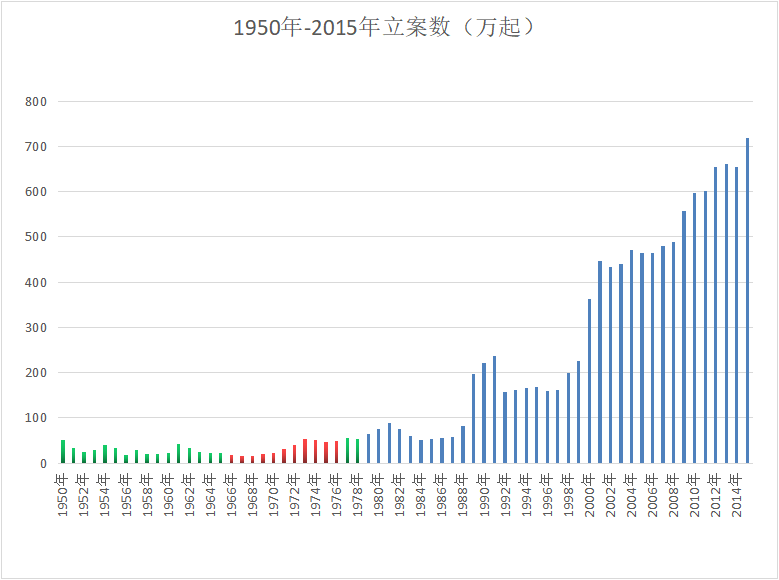 1950年-2015年立案数（万起）
800
700
600
500
400
300
200
100
0
1950年
1952年
1954年
1956年
1958年
1960年
1962年
1964年
1966年
1968年
1970年
1972年
1974年
1976年
1978年
1980年
1982年
1984年
1986年
1988年
1990年
1992年
1994年
1996年
1998年
2000年
2002年
2004年
2006年
2008年
2010年
2012年
2014年